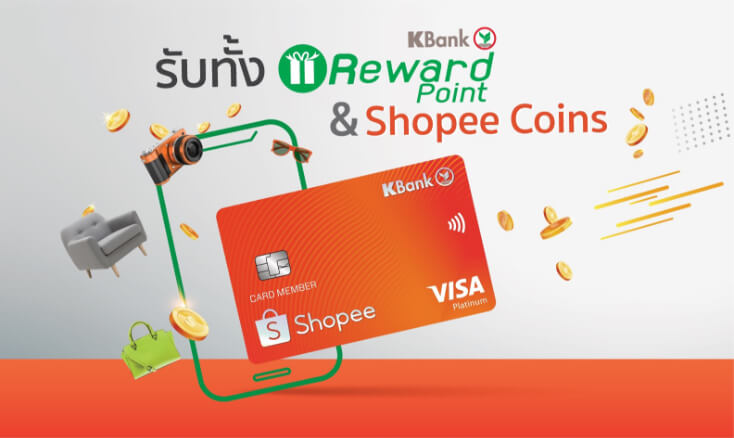 KBank
รับทั้ง Reward
Point
& Shopee Coins
KBank
CARD MEMBER
S Shopee
VISA
Platinum